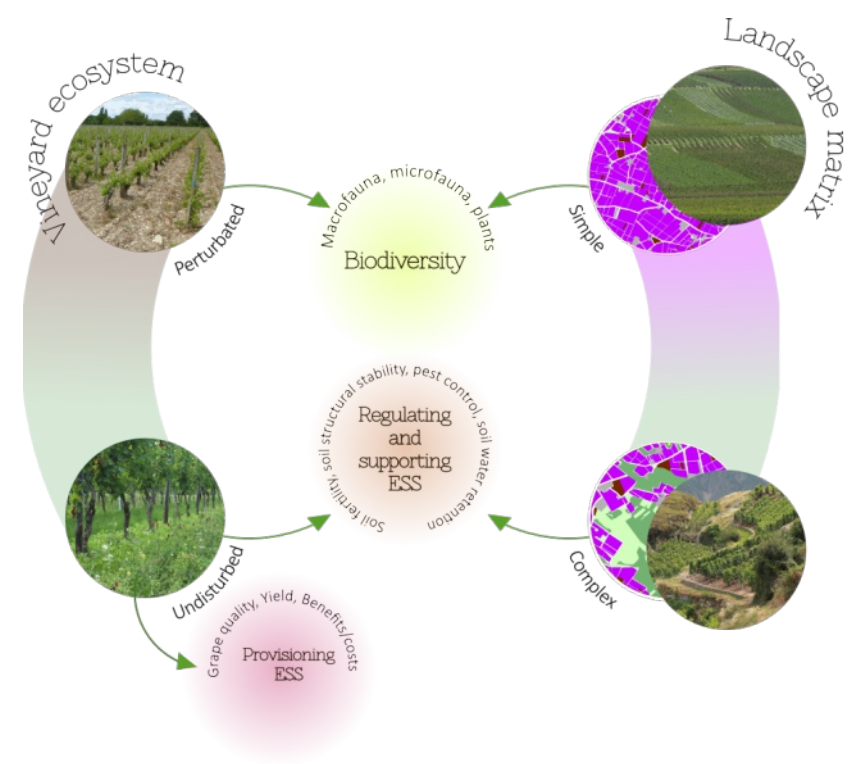 Vineyard ecosystem
Landscape matrix
Perturbated
Macrofauna, microfauna, plants
Biodiversity
Simple
Soil fertility, soil structural stability, pest control, soil water retention
Regulating
and
supporting
ESS
Undisturbed
Complex
Grape quality, Yield, Benefits/costs
Provisioning
ESS